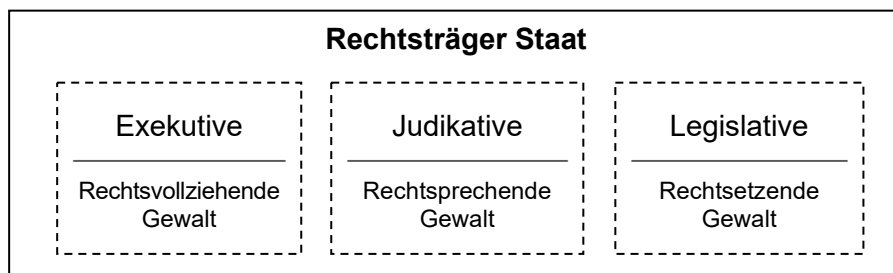 Rechtsträger Staat
Exekutive
Rechtsvollziehende
Gewalt
Judikative
Rechtsprechende
Gewalt
Legislative
Rechtsetzende
Gewalt